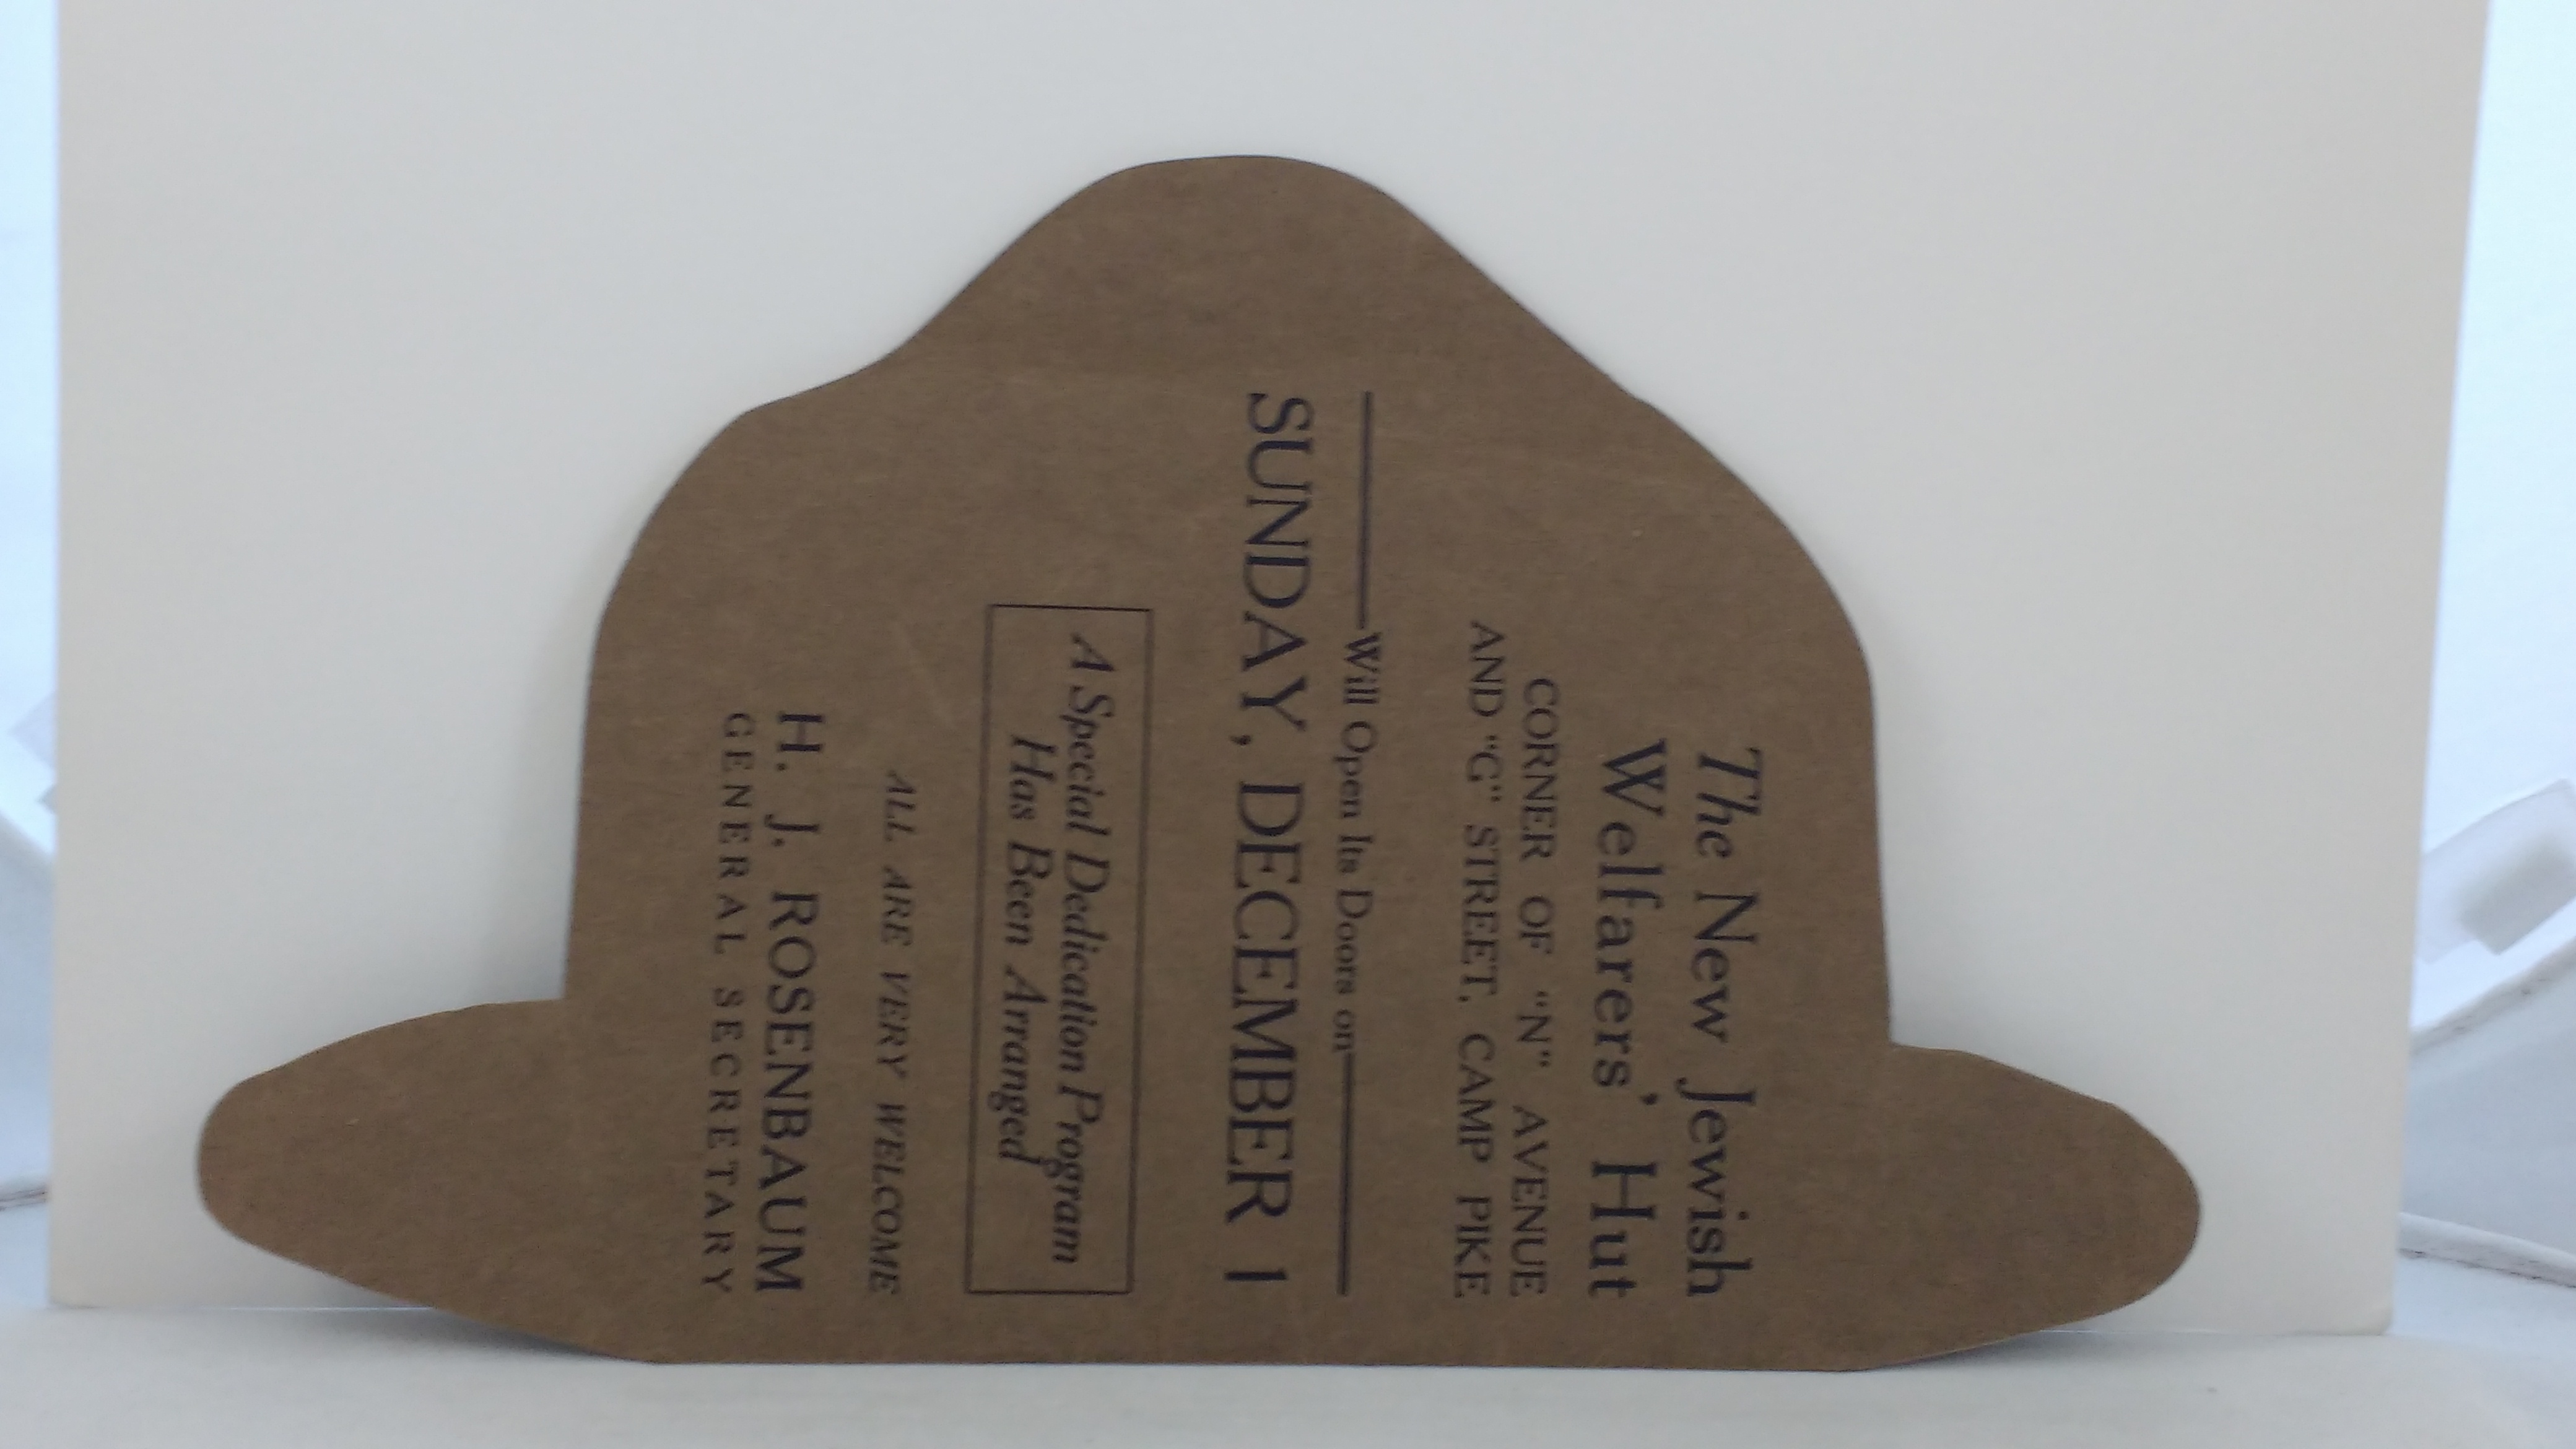 The New Jewish
Welfarers' Hut
CORNER OF "N" AVENUE
AND "G" STREET, CAMP PIKE
Will Open Its Doors on
SUNDAY, DECEMBER 1
A Special Dedication Program
Has Been Arranged
ALL ARE VERY WELCOME
H. J. ROSENBAUM
GENERAL SECRETARY